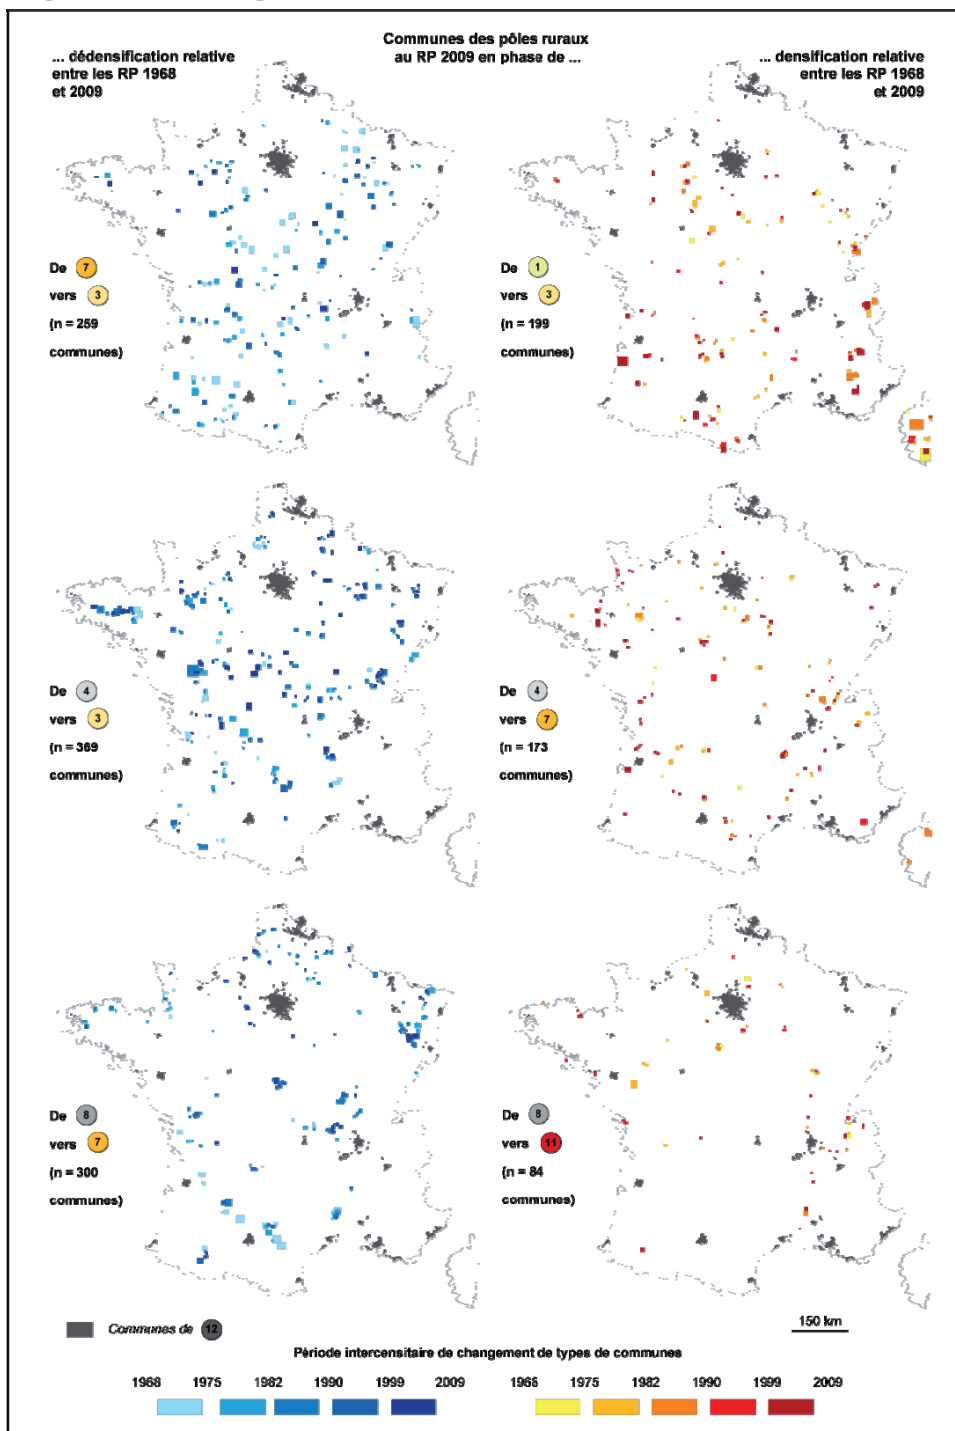 Communes des pôles ruraux
au RP 2009 en phase de ...
... dédensification relative
entre les RP 1968
et 2009
... densification relative
entre les RP 1968
et 2009
De 7
vers 3
(n = 259
communes)
De 1
vers 3
(n = 199
communes)
De 4
vers 3
(n = 369
communes)
De 4
vers 7
(n = 173
communes)
De 8
vers 7
(n = 300
communes)
De 8
vers 11
(n = 84
communes)
Communes de 12
150 km
Période intercensitaire de changement de types de communes
1968 1975 1982 1990 1999 2009
1968 1975 1982 1990 1999 2009